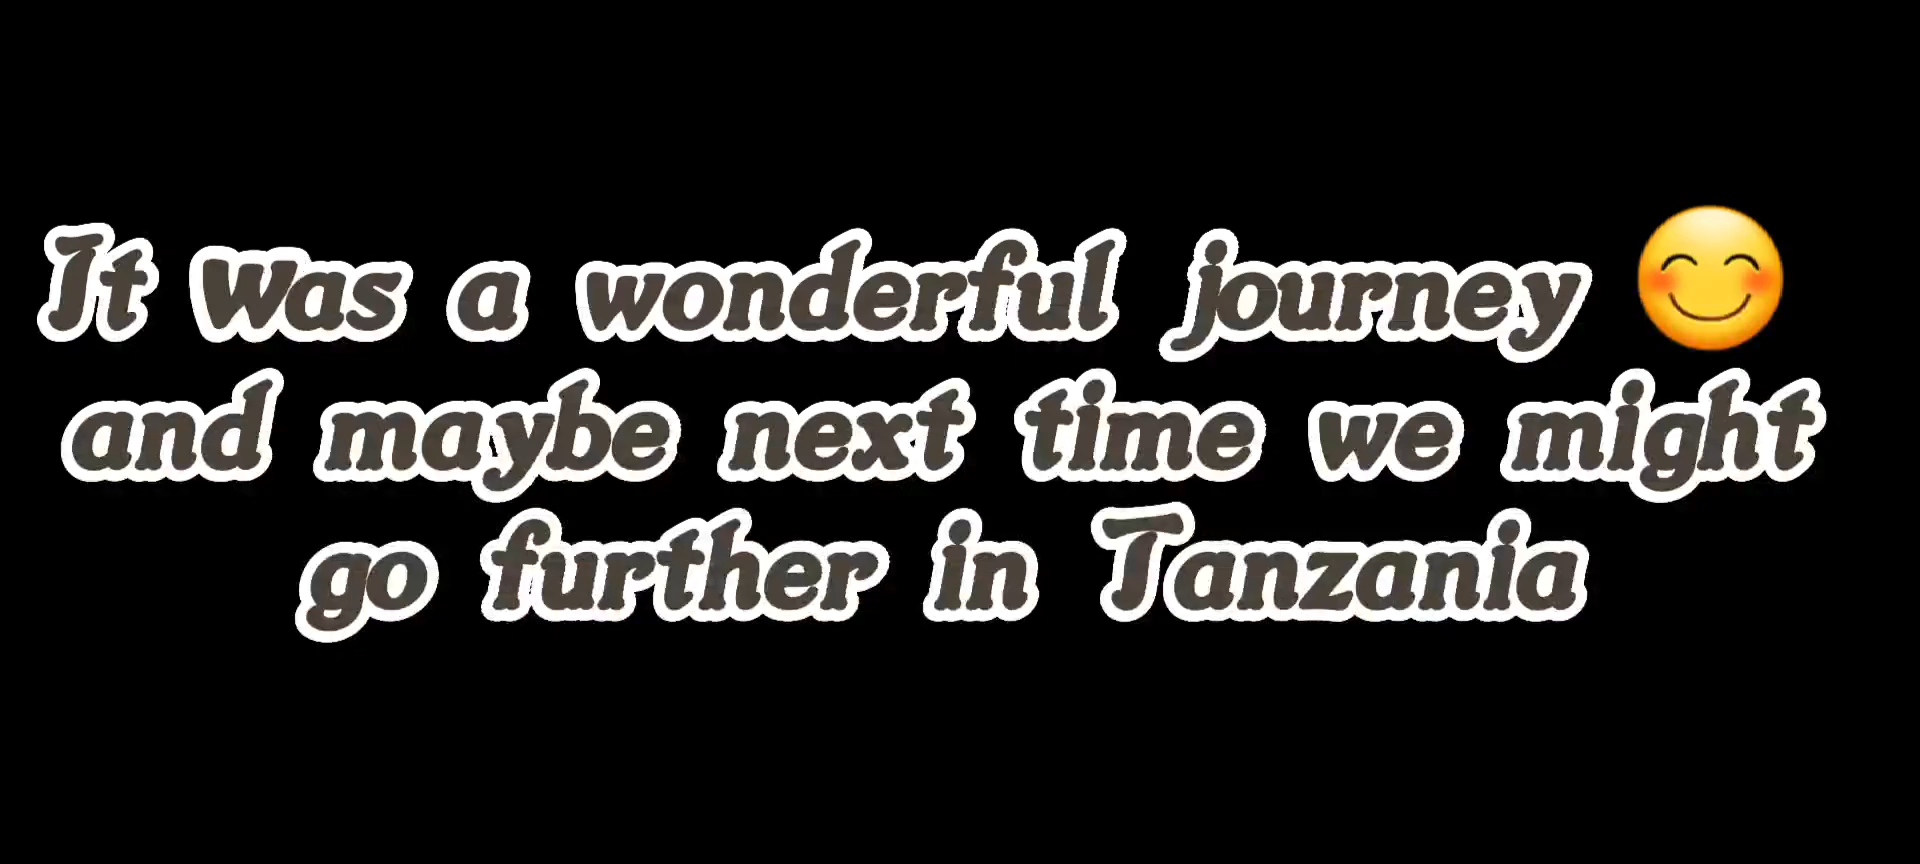 It Was a wonderful journey 😊
and maybe next time we might
go further in Tanzania